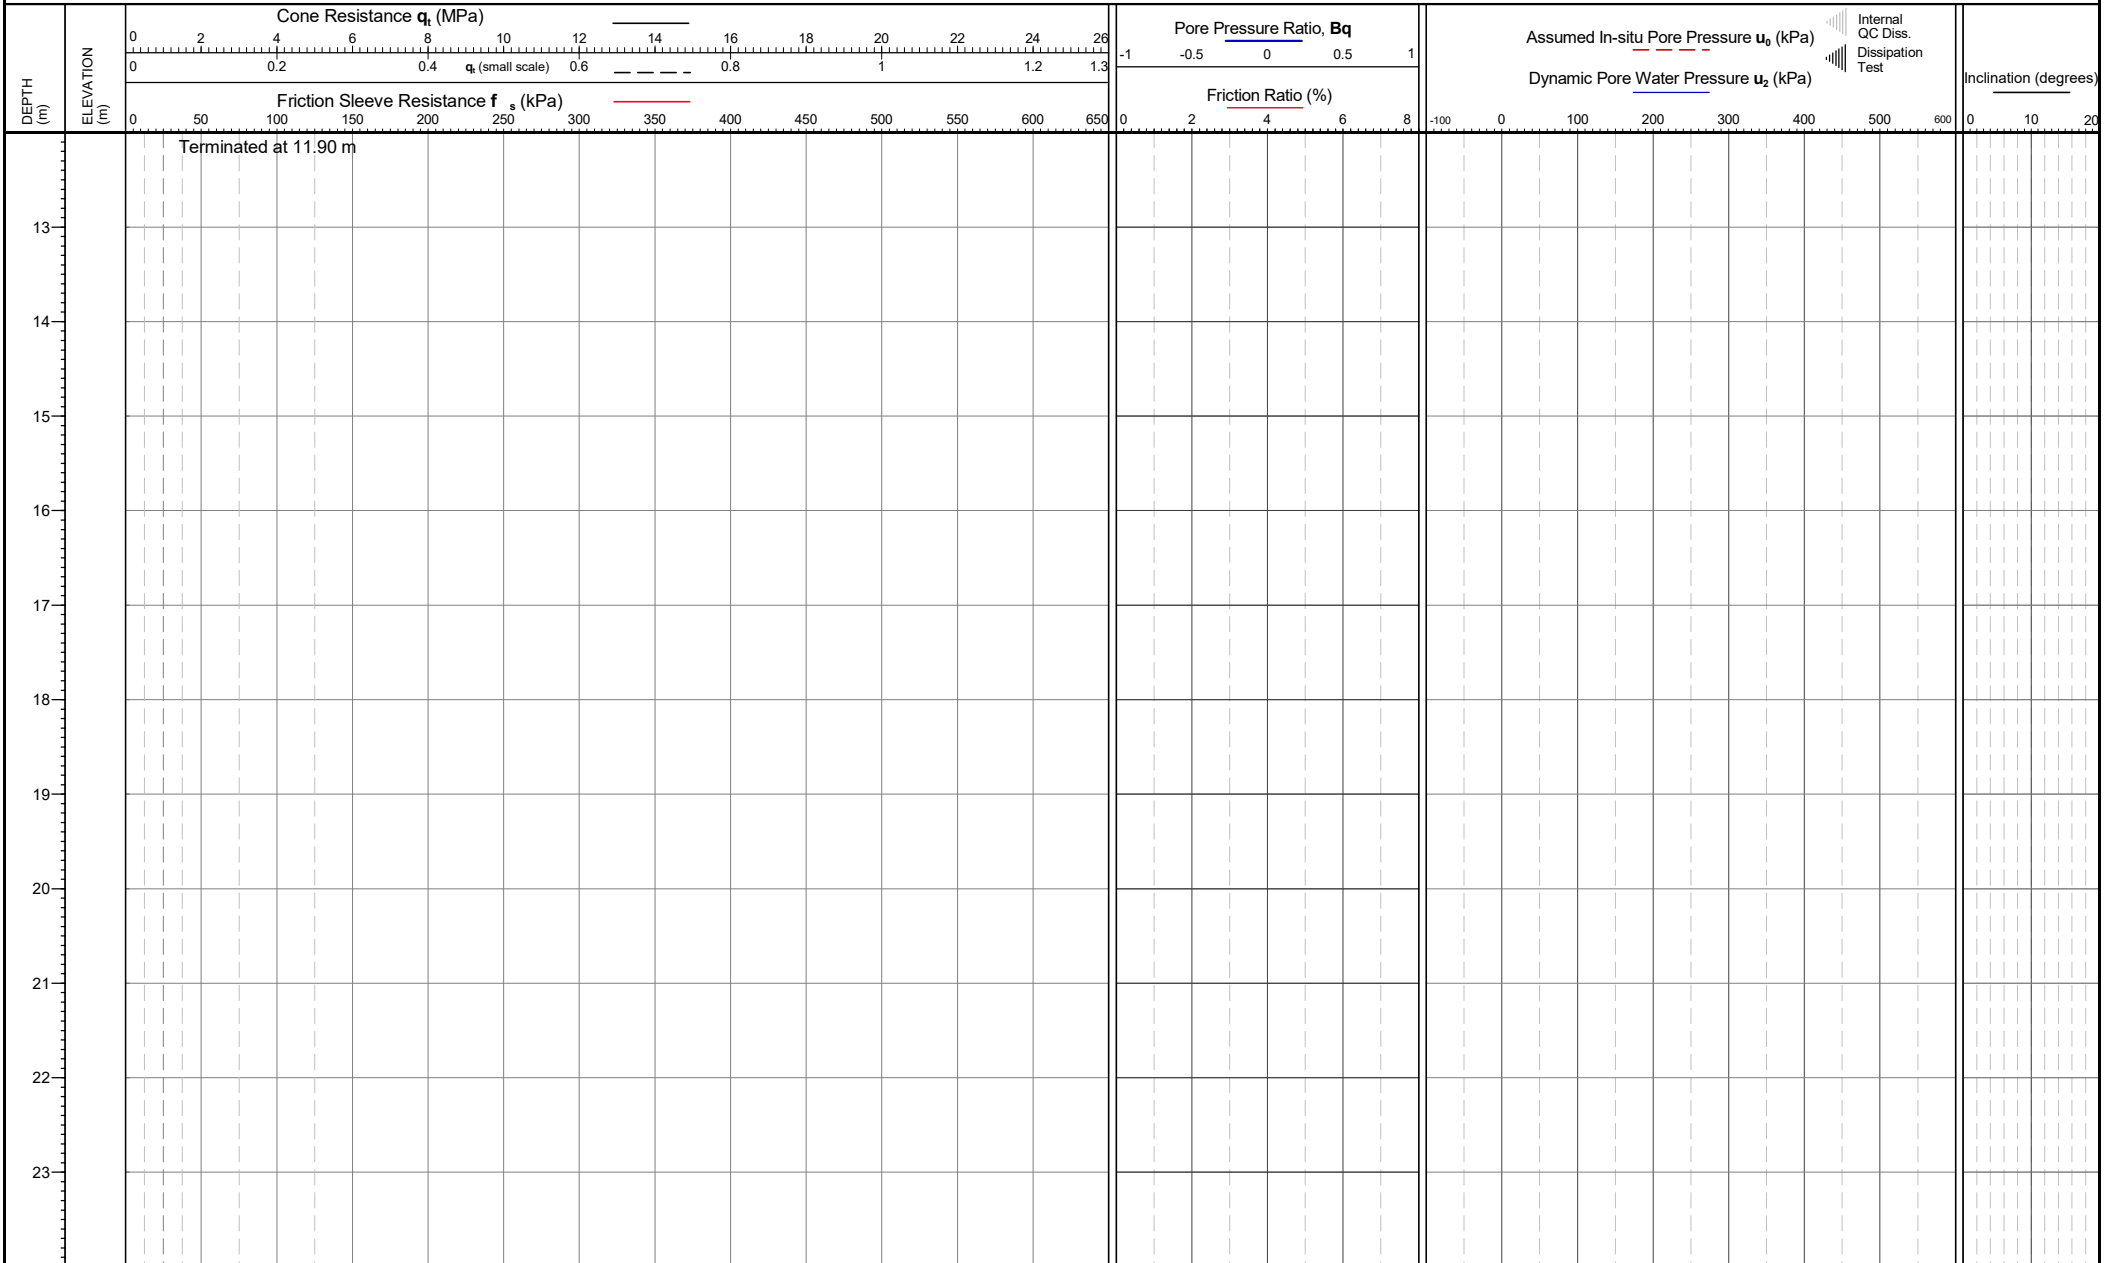 DEPTH
(m)
ELEVATION
(m)
Cone Resistance qt (MPa)
0 2 4 6 8 10 12 14 16 18 20 22 24 26
0 0.2 0.4 qt (small scale) 0.6 0.8 1 1.2 1.3
Friction Sleeve Resistance f s (kPa)
0 50 100 150 200 250 300 350 400 450 500 550 600 650
Pore Pressure Ratio, Bq
-1 -0.5 0 0.5 1
Friction Ratio (%)
0 2 4 6 8
Assumed In-situ Pore Pressure u0 (kPa)
Internal
QC Diss.
Dissipation
Test
Dynamic Pore Water Pressure u2 (kPa)
-100 0 100 200 300 400 500 600
Inclination (degrees)
0 10 20
Terminated at 11.90 m
13
14
15
16
17
18
19
20
21
22
23